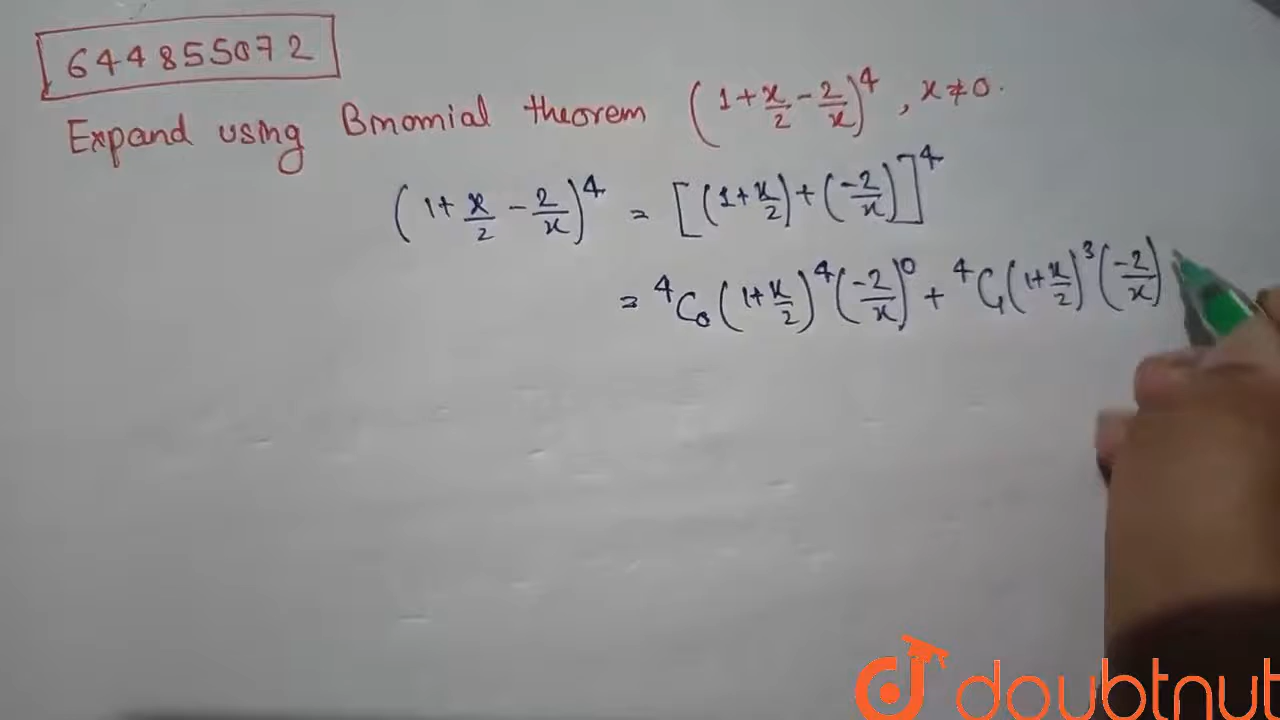 644855072
Expand using Binomial theorem (1+x/2-2/x)^4, x≠0.
(1+x/2-2/x)^4 = [(1+x/2)+(-2/x)]^4
= ⁴C₀(1+x/2)^4(-2/x)^0 + ⁴C₁(1+x/2)^3(-2/x)
doubtnut